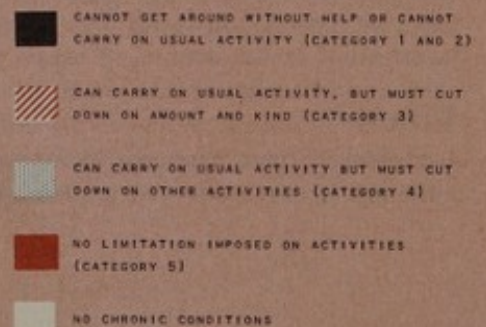 CANNOT GET AROUND WITHOUT HELP OR CANNOT
CARRY ON USUAL ACTIVITY (CATEGORY 1 AND 2)
CAN CARRY ON USUAL ACTIVITY, BUT MUST CUT
DOWN ON AMOUNT AND KIND (CATEGORY 3)
CAN CARRY ON USUAL ACTIVITY BUT MUST CUT
DOWN ON OTHER ACTIVITIES (CATEGORY 4)
NO LIMITATION IMPOSED ON ACTIVITIES
(CATEGORY 5)
NO CHRONIC CONDITIONS